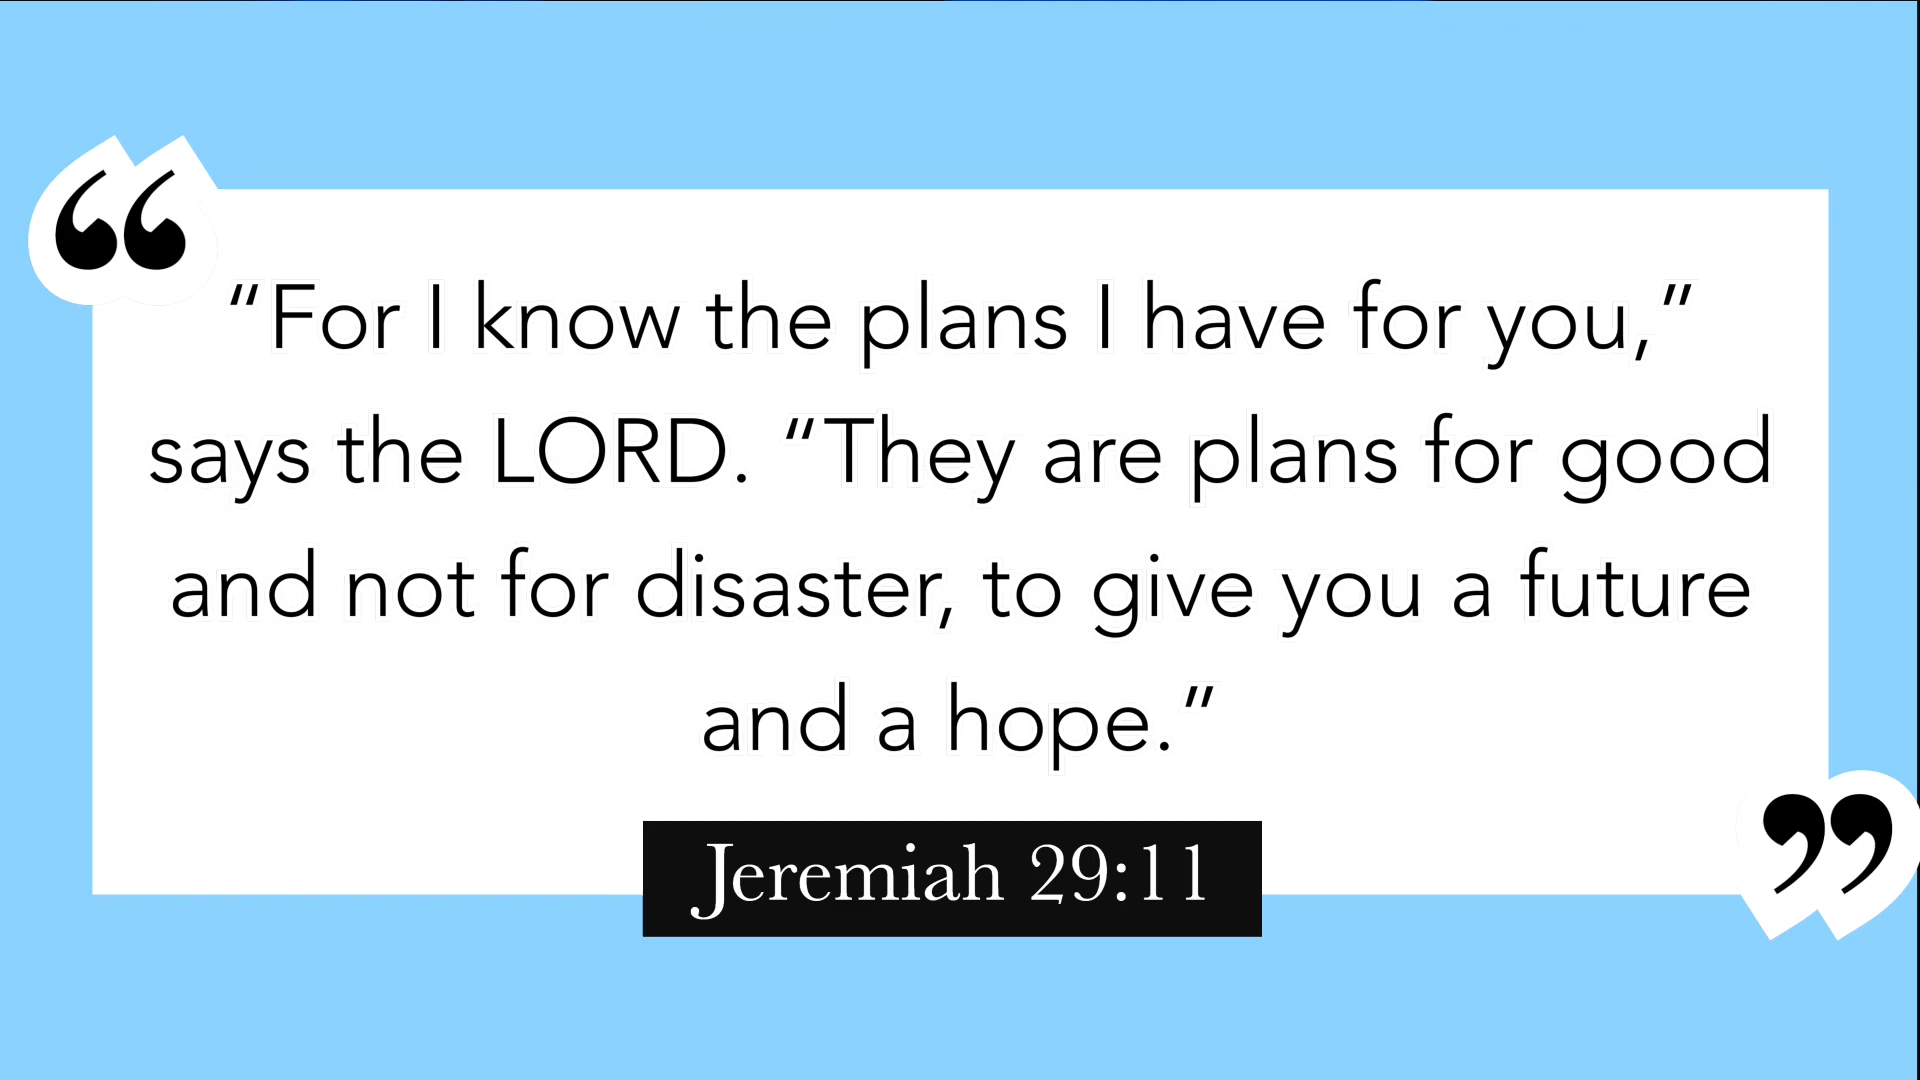 “For I know the plans I have for you,”
says the LORD. “They are plans for good
and not for disaster, to give you a future
and a hope.”
Jeremiah 29:11